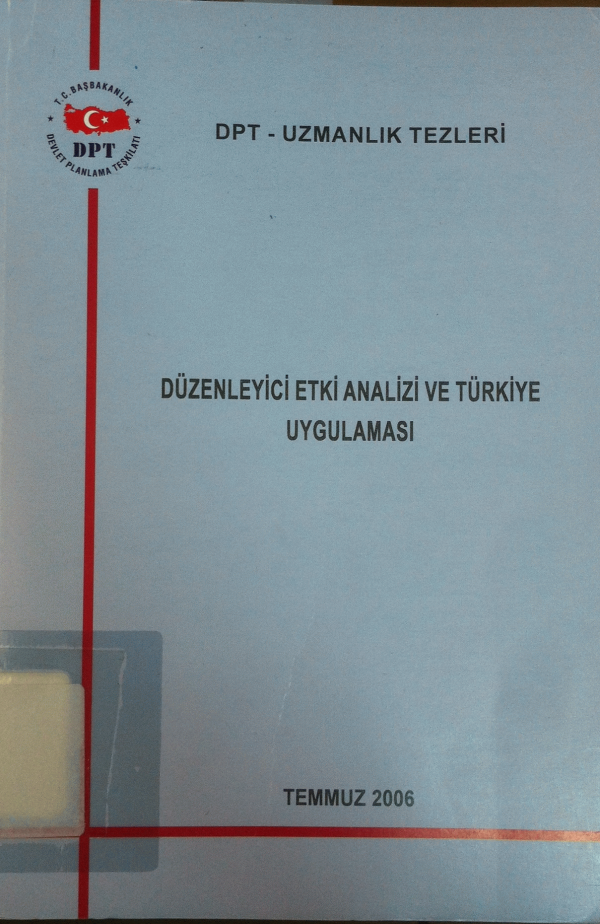 T.C. BAŞBAKANLIK
DPT
DEVLET PLANLAMA TEŞKİLATI
DPT - UZMANLIK TEZLERİ
DÜZENLEYİCİ ETKİ ANALİZİ VE TÜRKİYE
UYGULAMASI
TEMMUZ 2006